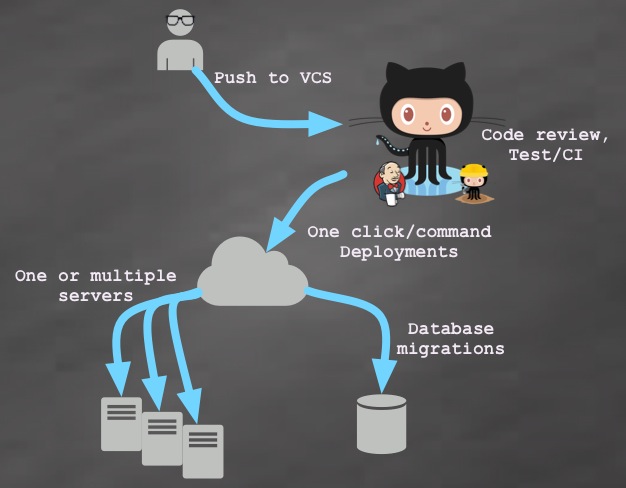 Push to VCS
Code review,
Test/CI
One click/command
Deployments
One or multiple
servers
Database
migrations